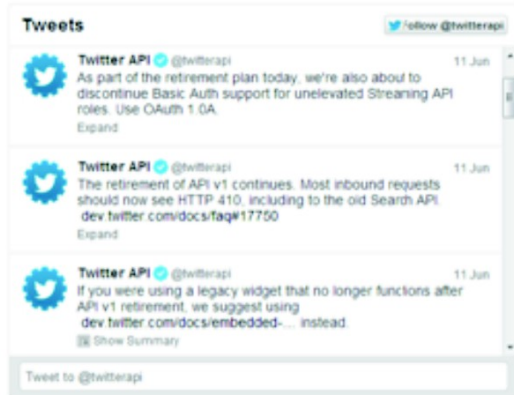 Tweets
Follow @twitterapi
Twitter API @twitterapi 11 Jun
As part of the retirement plan today, we're also about to
discontinue Basic Auth support for unelevated Streaming API
roles. Use OAuth 1.0A.
Expand
Twitter API @twitterapi 11 Jun
The retirement of API v1 continues. Most inbound requests
should now see HTTP 410, including to the old Search API.
dev.twitter.com/docs/faq#17750
Expand
Twitter API @twitterapi 11 Jun
If you were using a legacy widget that no longer functions after
API v1 retirement, we suggest using
dev.twitter.com/docs/embedded-... instead.
Show Summary
Tweet to @twitterapi